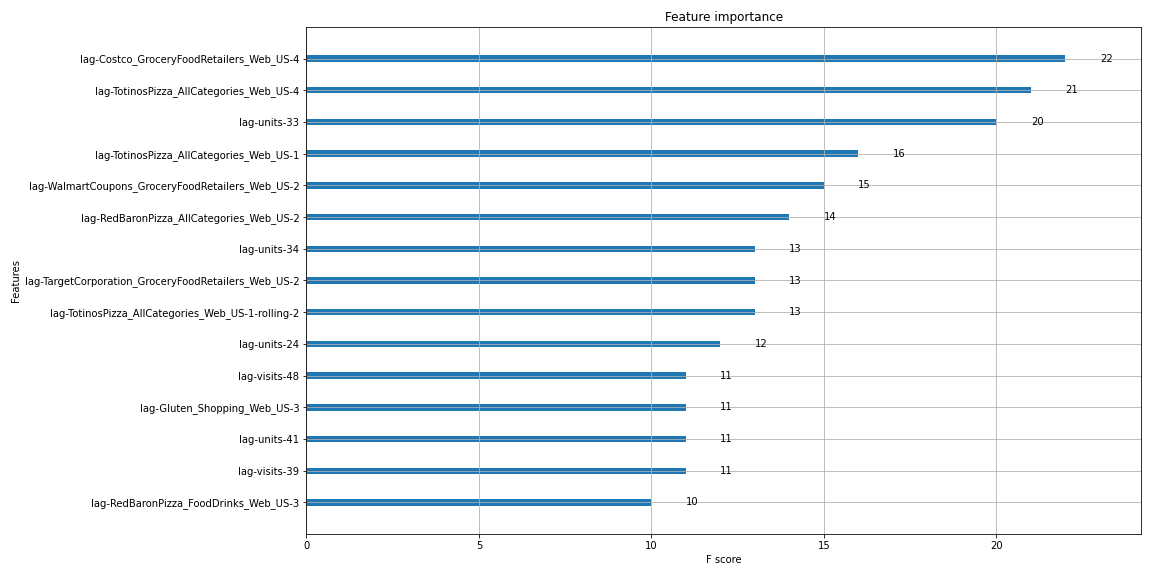 Feature importance
lag-Costco_GroceryFoodRetailers_Web_US-4 22
lag-TotinosPizza_AllCategories_Web_US-4 21
lag-units-33 20
lag-TotinosPizza_AllCategories_Web_US-1 16
lag-WalmartCoupons_GroceryFoodRetailers_Web_US-2 15
lag-RedBaronPizza_AllCategories_Web_US-2 14
lag-units-34 13
lag-TargetCorporation_GroceryFoodRetailers_Web_US-2 13
lag-TotinosPizza_AllCategories_Web_US-1-rolling-2 13
lag-units-24 12
lag-visits-48 11
lag-Gluten_Shopping_Web_US-3 11
lag-units-41 11
lag-visits-39 11
lag-RedBaronPizza_FoodDrinks_Web_US-3 10
Features
0 5 10 15 20
F score